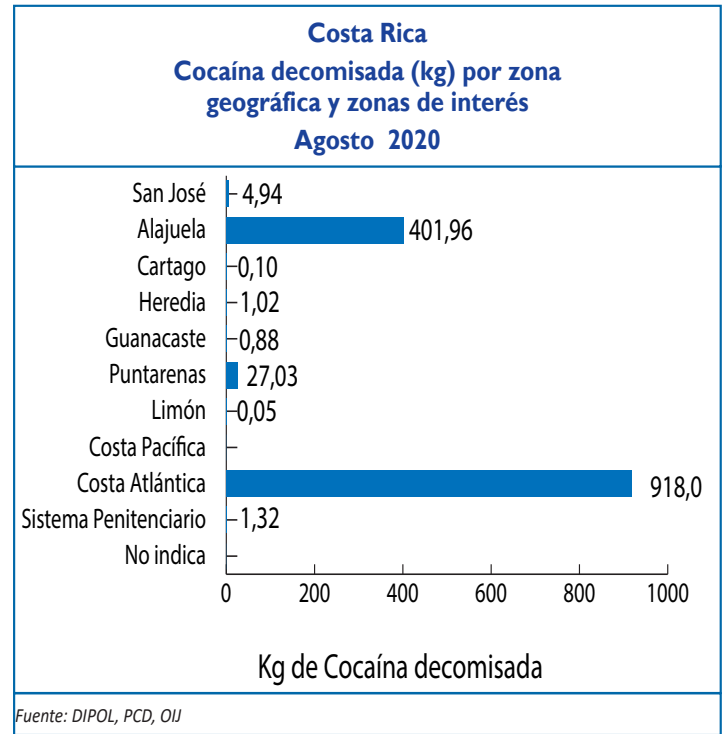 Costa Rica
Cocaína decomisada (kg) por zona
geográfica y zonas de interés
Agosto 2020
San José 4,94
Alajuela 401,96
Cartago 0,10
Heredia 1,02
Guanacaste 0,88
Puntarenas 27,03
Limón 0,05
Costa Pacífica
Costa Atlántica 918,0
Sistema Penitenciario 1,32
No indica
0 200 400 600 800 1000
Kg de Cocaína decomisada
Fuente: DIPOL, PCD, OIJ